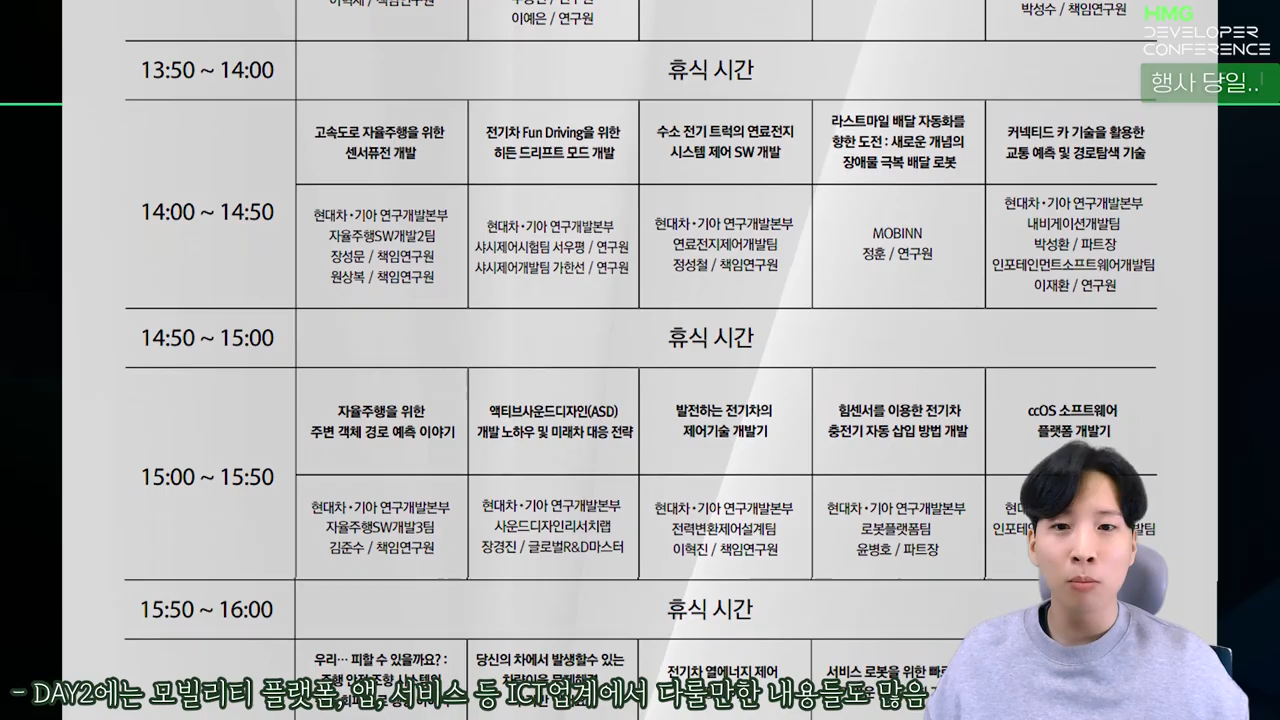 이예은 / 연구원
박성수 / 책임연구원
HMG
DEVELOPER
CONFERENCE
행사 당일..
13:50 ~ 14:00
휴식 시간
14:00 ~ 14:50
고속도로 자율주행을 위한
센서퓨전 개발
전기차 Fun Driving을 위한
히든 드리프트 모드 개발
수소 전기 트럭의 연료전지
시스템 제어 SW 개발
라스트마일 배달 자동화를
향한 도전 : 새로운 개념의
장애물 극복 배달 로봇
커넥티드 카 기술을 활용한
교통 예측 및 경로탐색 기술
현대차·기아 연구개발본부
자율주행SW개발2팀
장성문 / 책임연구원
원상복 / 책임연구원
현대차·기아 연구개발본부
샤시제어시험팀 서우평 / 연구원
샤시제어개발팀 가한선 / 연구원
현대차·기아 연구개발본부
연료전지제어개발팀
정성철 / 책임연구원
MOBINN
정훈 / 연구원
현대차·기아 연구개발본부
내비게이션개발팀
박성환 / 파트장
인포테인먼트소프트웨어개발팀
이재환 / 연구원
14:50 ~ 15:00
휴식 시간
15:00 ~ 15:50
자율주행을 위한
주변 객체 경로 예측 이야기
액티브사운드디자인(ASD)
개발 노하우 및 미래차 대응 전략
발전하는 전기차의
제어기술 개발기
힘센서를 이용한 전기차
충전기 자동 삽입 방법 개발
ccOS 소프트웨어
플랫폼 개발기
현대차·기아 연구개발본부
자율주행SW개발3팀
김준수 / 책임연구원
현대차·기아 연구개발본부
사운드디자인리서치랩
장경진 / 글로벌R&D마스터
현대차·기아 연구개발본부
전력변환제어설계팀
이혁진 / 책임연구원
현대차·기아 연구개발본부
로봇플랫폼팀
윤병호 / 파트장
15:50 ~ 16:00
휴식 시간
우리… 피할 수 있을까요? :
당신의 차에서 발생할수 있는
전기차 열에너지 제어
서비스 로봇을 위한
- DAY2에는 모빌리티 플랫폼, 앱, 서비스 등 ICT업계에서 다룰만한 내용들도 많음